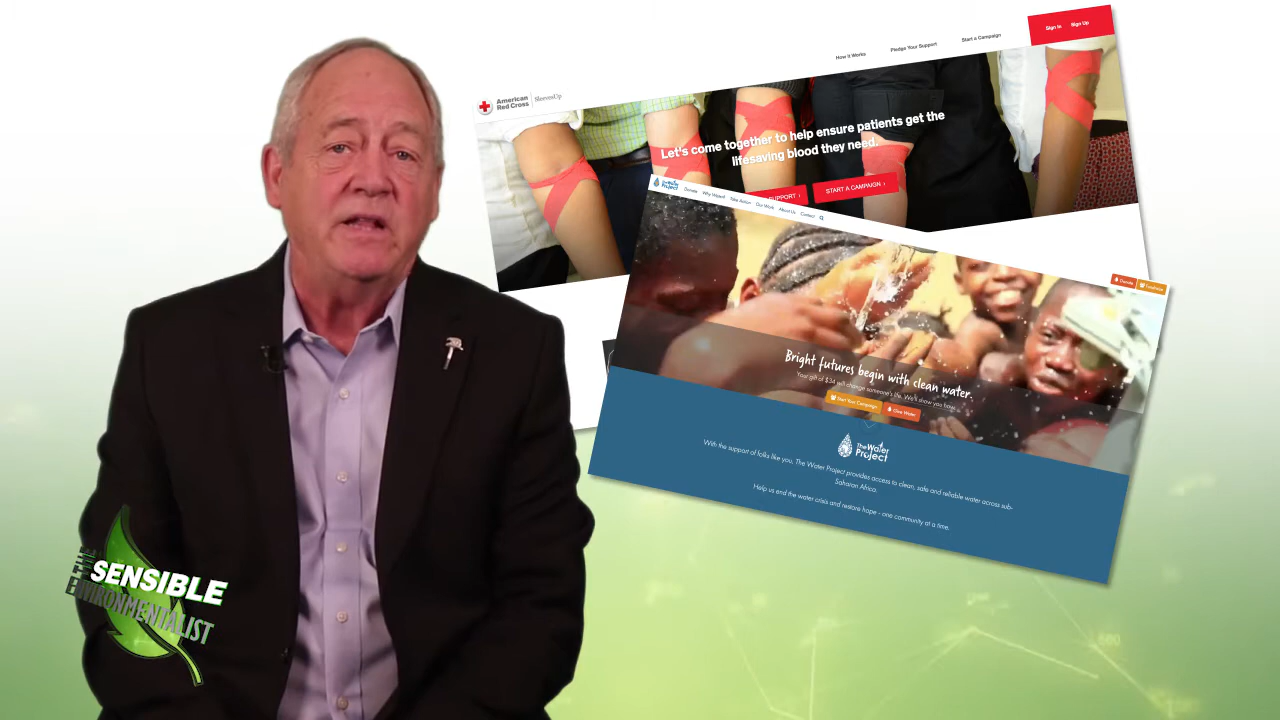 Sign In Sign Up
How It Works Pledge Your Support Start a Campaign
American
Red Cross SleevesUp
Let's come together to help ensure patients get the
lifesaving blood they need.
SUPPORT › START A CAMPAIGN ›
The Water
Project Donate Why Water? Take Action Our Work About Us Contact
Donate Fundraise
Bright futures begin with clean water.
Your gift of $34 will change someone's life. We'll show you how.
Start Your Campaign Give Water
The Water
Project
With the support of folks like you, The Water Project provides access to clean, safe and reliable water across sub-
Saharan Africa.
Help us end the water crisis and restore hope - one community at a time.
THE
SENSIBLE
ENVIRONMENTALIST